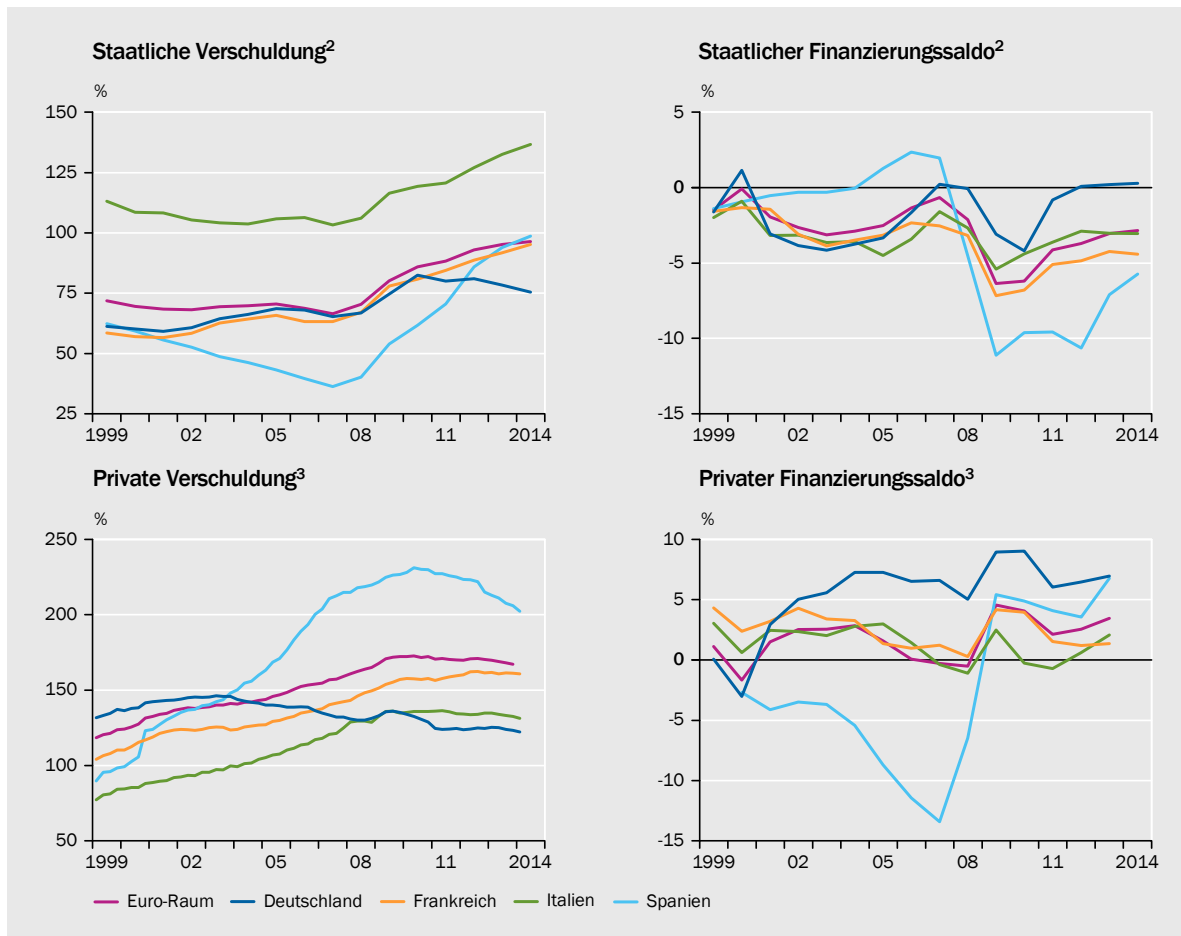 Staatliche Verschuldung²
%
150
125
100
75
50
25
1999 02 05 08 11 2014
Staatlicher Finanzierungssaldo²
%
5
0
-5
-10
-15
1999 02 05 08 11 2014
Private Verschuldung³
%
250
200
150
100
50
1999 02 05 08 11 2014
Privater Finanzierungssaldo³
%
10
5
0
-5
-10
-15
1999 02 05 08 11 2014
Euro-Raum Deutschland Frankreich Italien Spanien